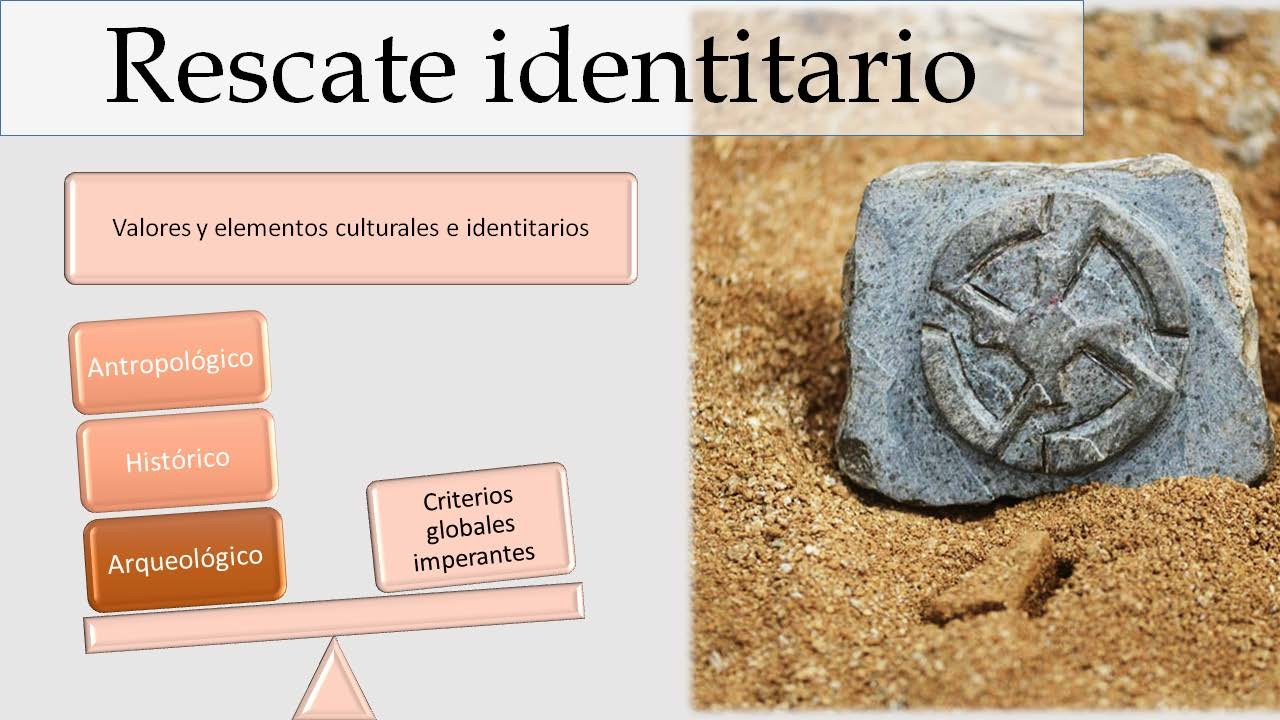 Rescate identitario
Valores y elementos culturales e identitarios
Antropológico
Histórico
Arqueológico
Criterios
globales
imperantes